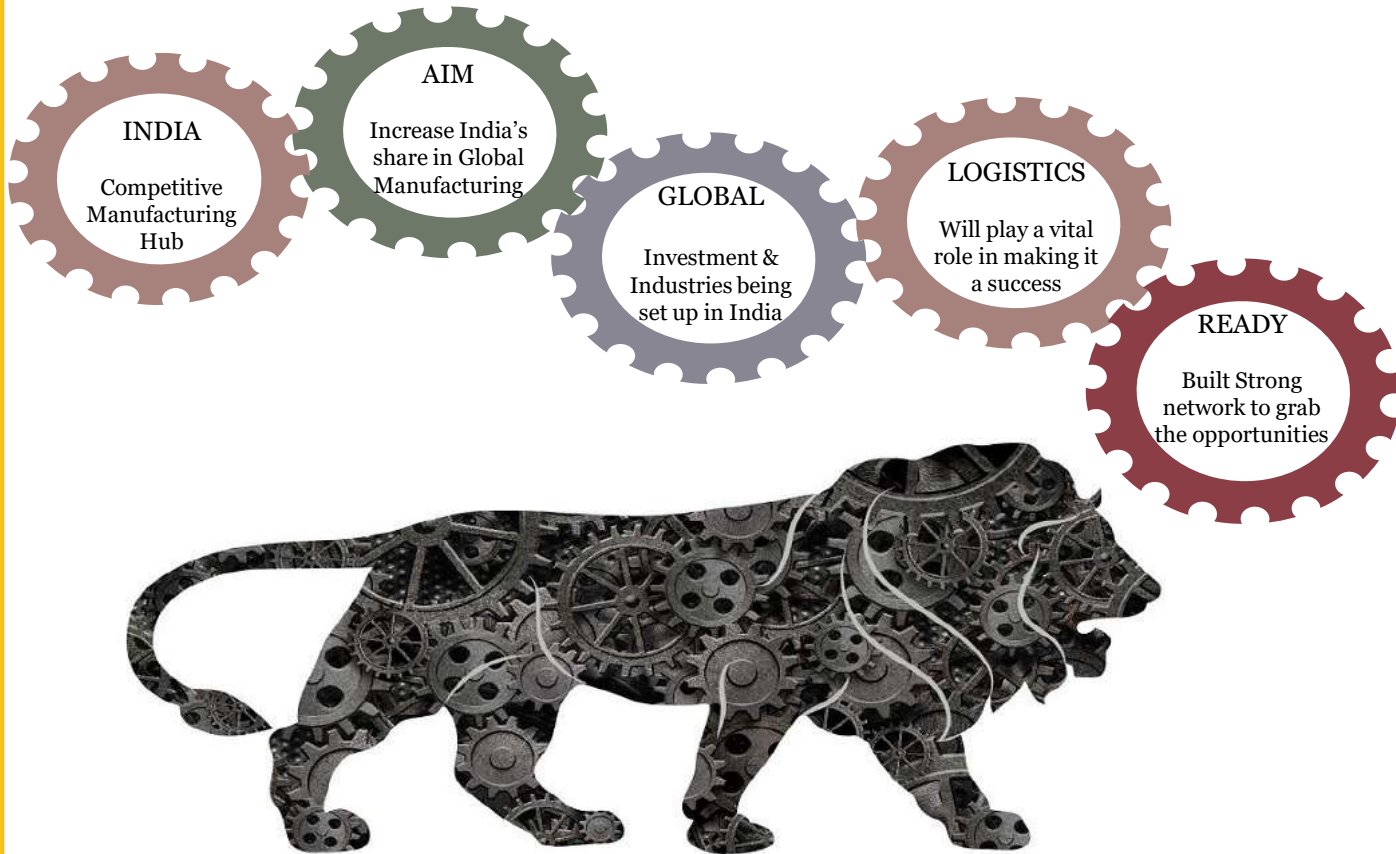 INDIA
Competitive
Manufacturing
Hub
AIM
Increase India’s
share in Global
Manufacturing
GLOBAL
Investment &
Industries being
set up in India
LOGISTICS
Will play a vital
role in making it
a success
READY
Built Strong
network to grab
the opportunities